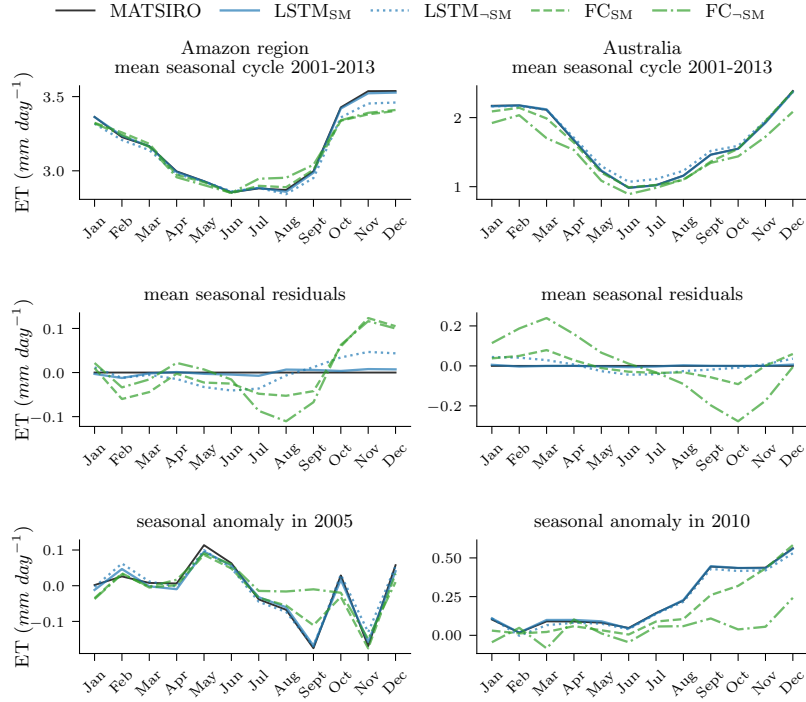 MATSIRO LSTM_SM LSTM_¬SM FC_SM FC_¬SM
Amazon region
mean seasonal cycle 2001-2013
ET (mm day⁻¹)
3.5
3.0
Jan Feb Mar Apr May Jun Jul Aug Sept Oct Nov Dec
Australia
mean seasonal cycle 2001-2013
2
1
Jan Feb Mar Apr May Jun Jul Aug Sept Oct Nov Dec
mean seasonal residuals
ET (mm day⁻¹)
0.1
0.0
−0.1
Jan Feb Mar Apr May Jun Jul Aug Sept Oct Nov Dec
mean seasonal residuals
0.2
0.0
−0.2
Jan Feb Mar Apr May Jun Jul Aug Sept Oct Nov Dec
seasonal anomaly in 2005
ET (mm day⁻¹)
0.1
0.0
−0.1
Jan Feb Mar Apr May Jun Jul Aug Sept Oct Nov Dec
seasonal anomaly in 2010
0.50
0.25
0.00
Jan Feb Mar Apr May Jun Jul Aug Sept Oct Nov Dec